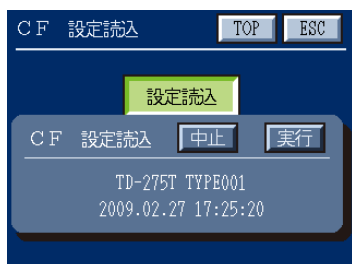 CF 設定読込 TOP ESC
設定読込
CF 設定読込 中止 実行
TD-275T TYPE001
2009.02.27 17:25:20